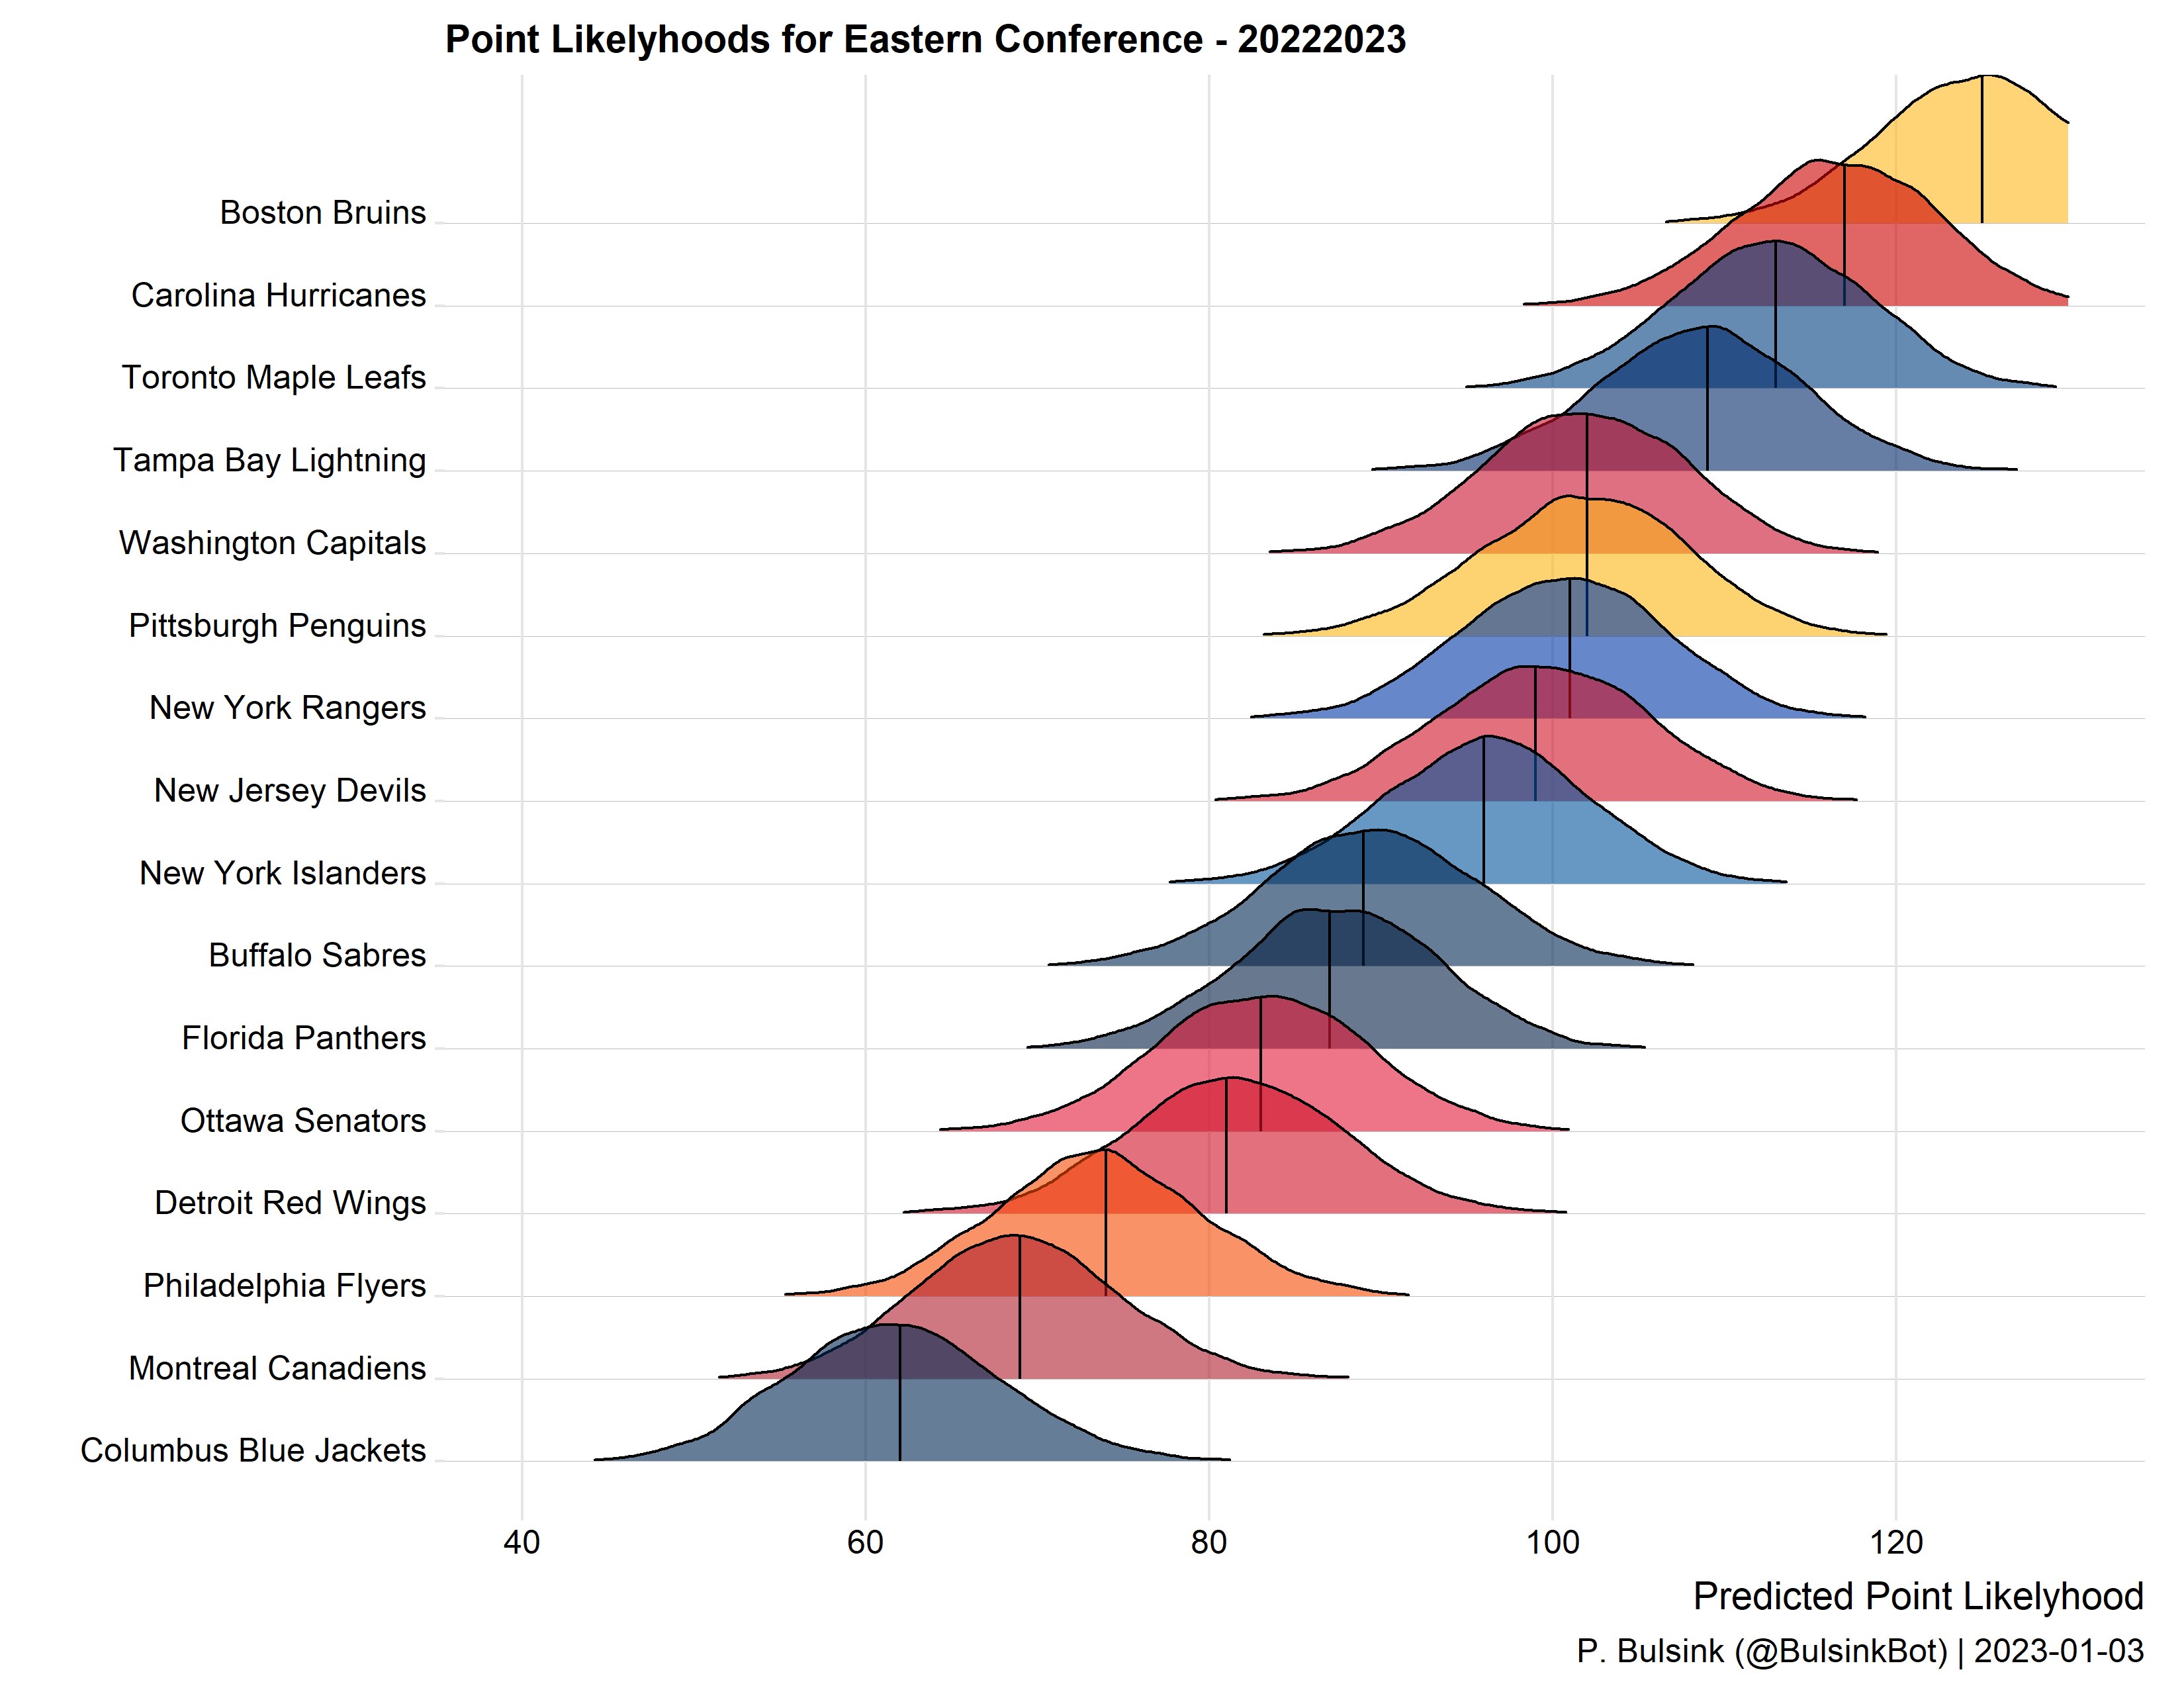 Point Likelyhoods for Eastern Conference - 20222023
Boston Bruins
Carolina Hurricanes
Toronto Maple Leafs
Tampa Bay Lightning
Washington Capitals
Pittsburgh Penguins
New York Rangers
New Jersey Devils
New York Islanders
Buffalo Sabres
Florida Panthers
Ottawa Senators
Detroit Red Wings
Philadelphia Flyers
Montreal Canadiens
Columbus Blue Jackets
40 60 80 100 120
Predicted Point Likelyhood
P. Bulsink (@BulsinkBot) | 2023-01-03